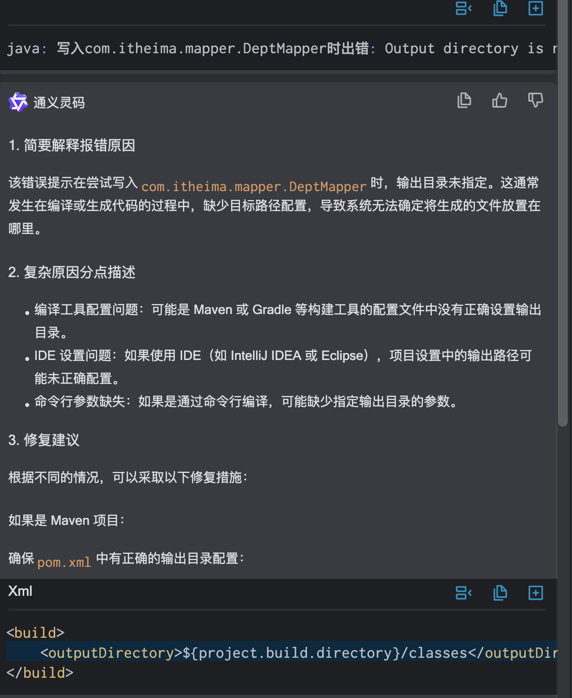 java: 写入com.itheima.mapper.DeptMapper时出错: Output directory is
通义灵码
1. 简要解释报错原因
该错误提示在尝试写入 com.itheima.mapper.DeptMapper 时，输出目录未指定。这通常
发生在编译或生成代码的过程中，缺少目标路径配置，导致系统无法确定将生成的文件放置在
哪里。
2. 复杂原因分点描述
• 编译工具配置问题：可能是 Maven 或 Gradle 等构建工具的配置文件中没有正确设置输出
目录。
• IDE 设置问题：如果使用 IDE（如 IntelliJ IDEA 或 Eclipse），项目设置中的输出路径可
能未正确配置。
• 命令行参数缺失：如果是通过命令行编译，可能缺少指定输出目录的参数。
3. 修复建议
根据不同的情况，可以采取以下修复措施：
如果是 Maven 项目：
确保 pom.xml 中有正确的输出目录配置：
Xml
<build>
<outputDirectory>${project.build.directory}/classes</outputDir
</build>